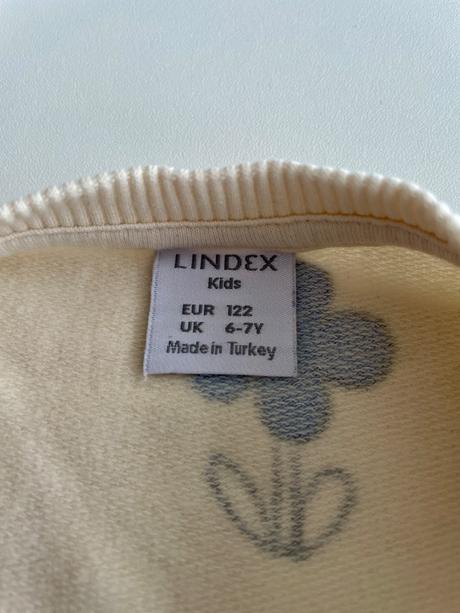 LINDEX
Kids
EUR 122
UK 6-7Y
Made in Turkey